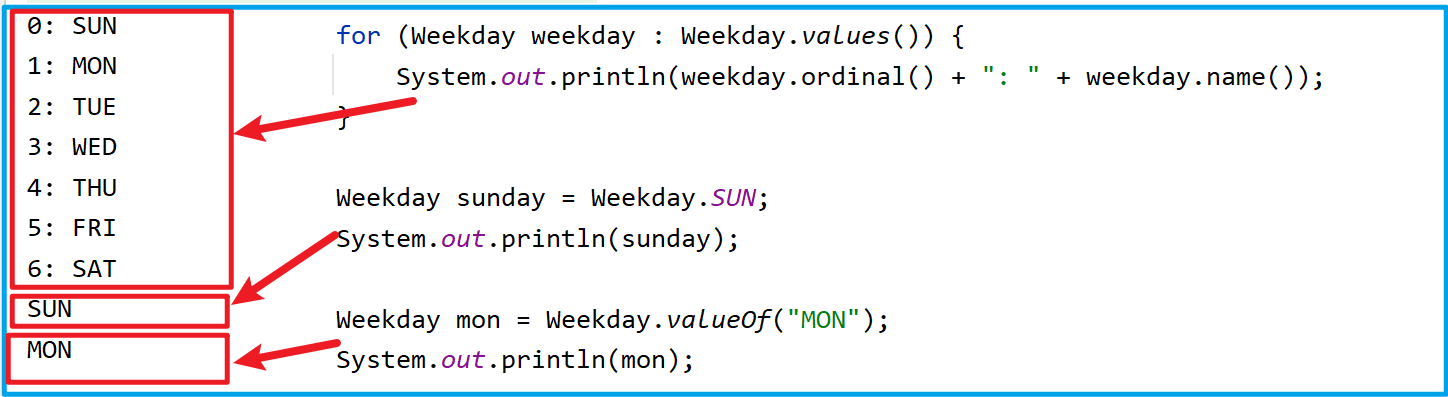 0: SUN
1: MON
2: TUE
3: WED
4: THU
5: FRI
6: SAT
SUN
MON
for (Weekday weekday : Weekday.values()) {
System.out.println(weekday.ordinal() + ": " + weekday.name());
}
Weekday sunday = Weekday.SUN;
System.out.println(sunday);
Weekday mon = Weekday.valueOf("MON");
System.out.println(mon);